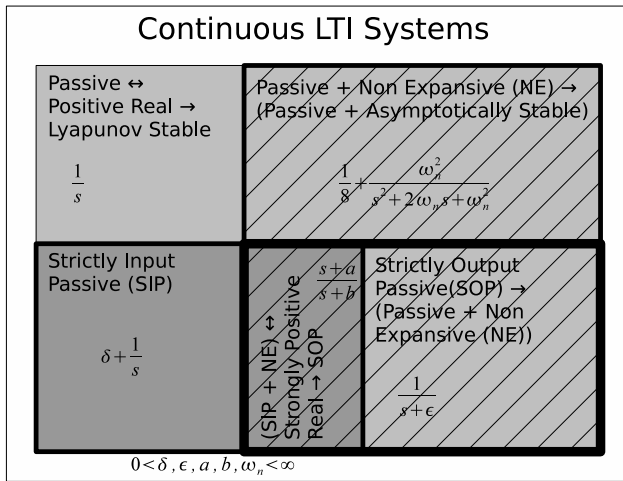 Continuous LTI Systems
Passive ↔
Positive Real →
Lyapunov Stable
1/s
Passive + Non Expansive (NE) →
(Passive + Asymptotically Stable)
1/8 + ω_n^2/(s^2+2ω_n s+ω_n^2)
Strictly Input
Passive (SIP)
δ + 1/s
(SIP + NE) ↔
Strongly Positive
Real → SOP
(s+a)/(s+b)
Strictly Output
Passive(SOP) →
(Passive + Non
Expansive (NE))
1/(s+ϵ)
0<δ,ϵ,a,b,ω_n<∞